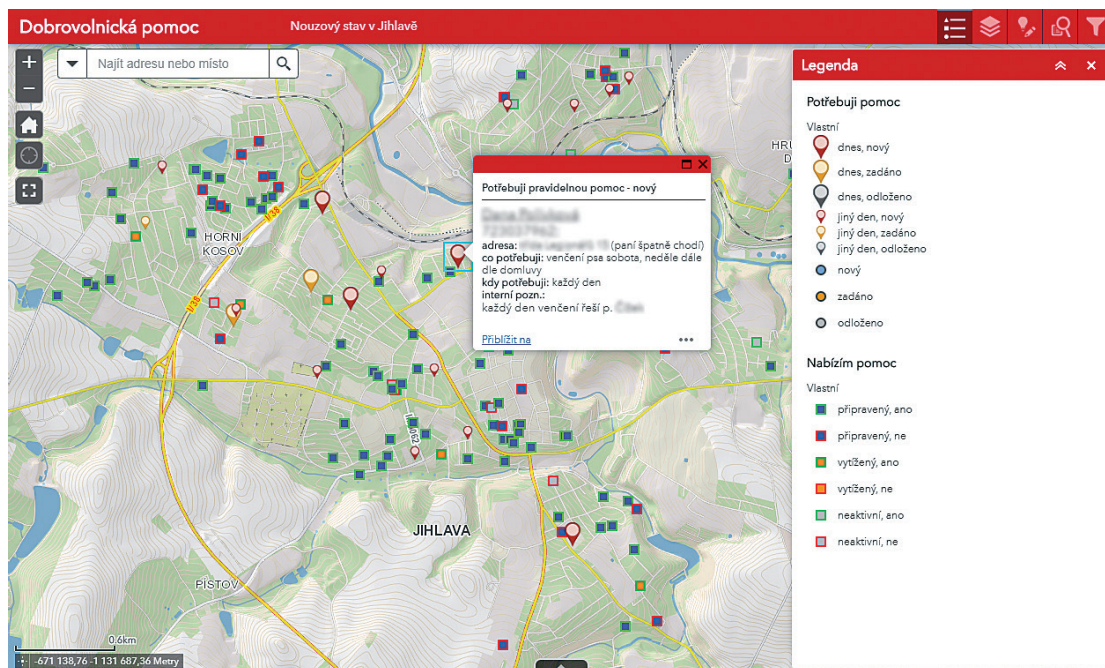 Dobrovolnická pomoc
Nouzový stav v Jihlavě
Najít adresu nebo místo
Legenda
Potřebuji pomoc
Vlastní
dnes, nový
dnes, zadáno
dnes, odloženo
jiný den, nový
jiný den, zadáno
jiný den, odloženo
nový
zadáno
odloženo
Nabízím pomoc
Vlastní
připravený, ano
připravený, ne
vytížený, ano
vytížený, ne
neaktivní, ano
neaktivní, ne
Potřebují pravidelnou pomoc - nový
adresa: (paní špatně chodí)
co potřebuji: venčení psa sobota, neděle dále
dle domluvy
kdy potřebuji: každý den
interní pozn.:
každý den venčení řeší p.
Přiblížit na
HORNÍ
KOSOV
I/38
I/38
JIHLAVA
PÍSTOV
0.6km
-671 138,76 -1 131 687,36 Metry